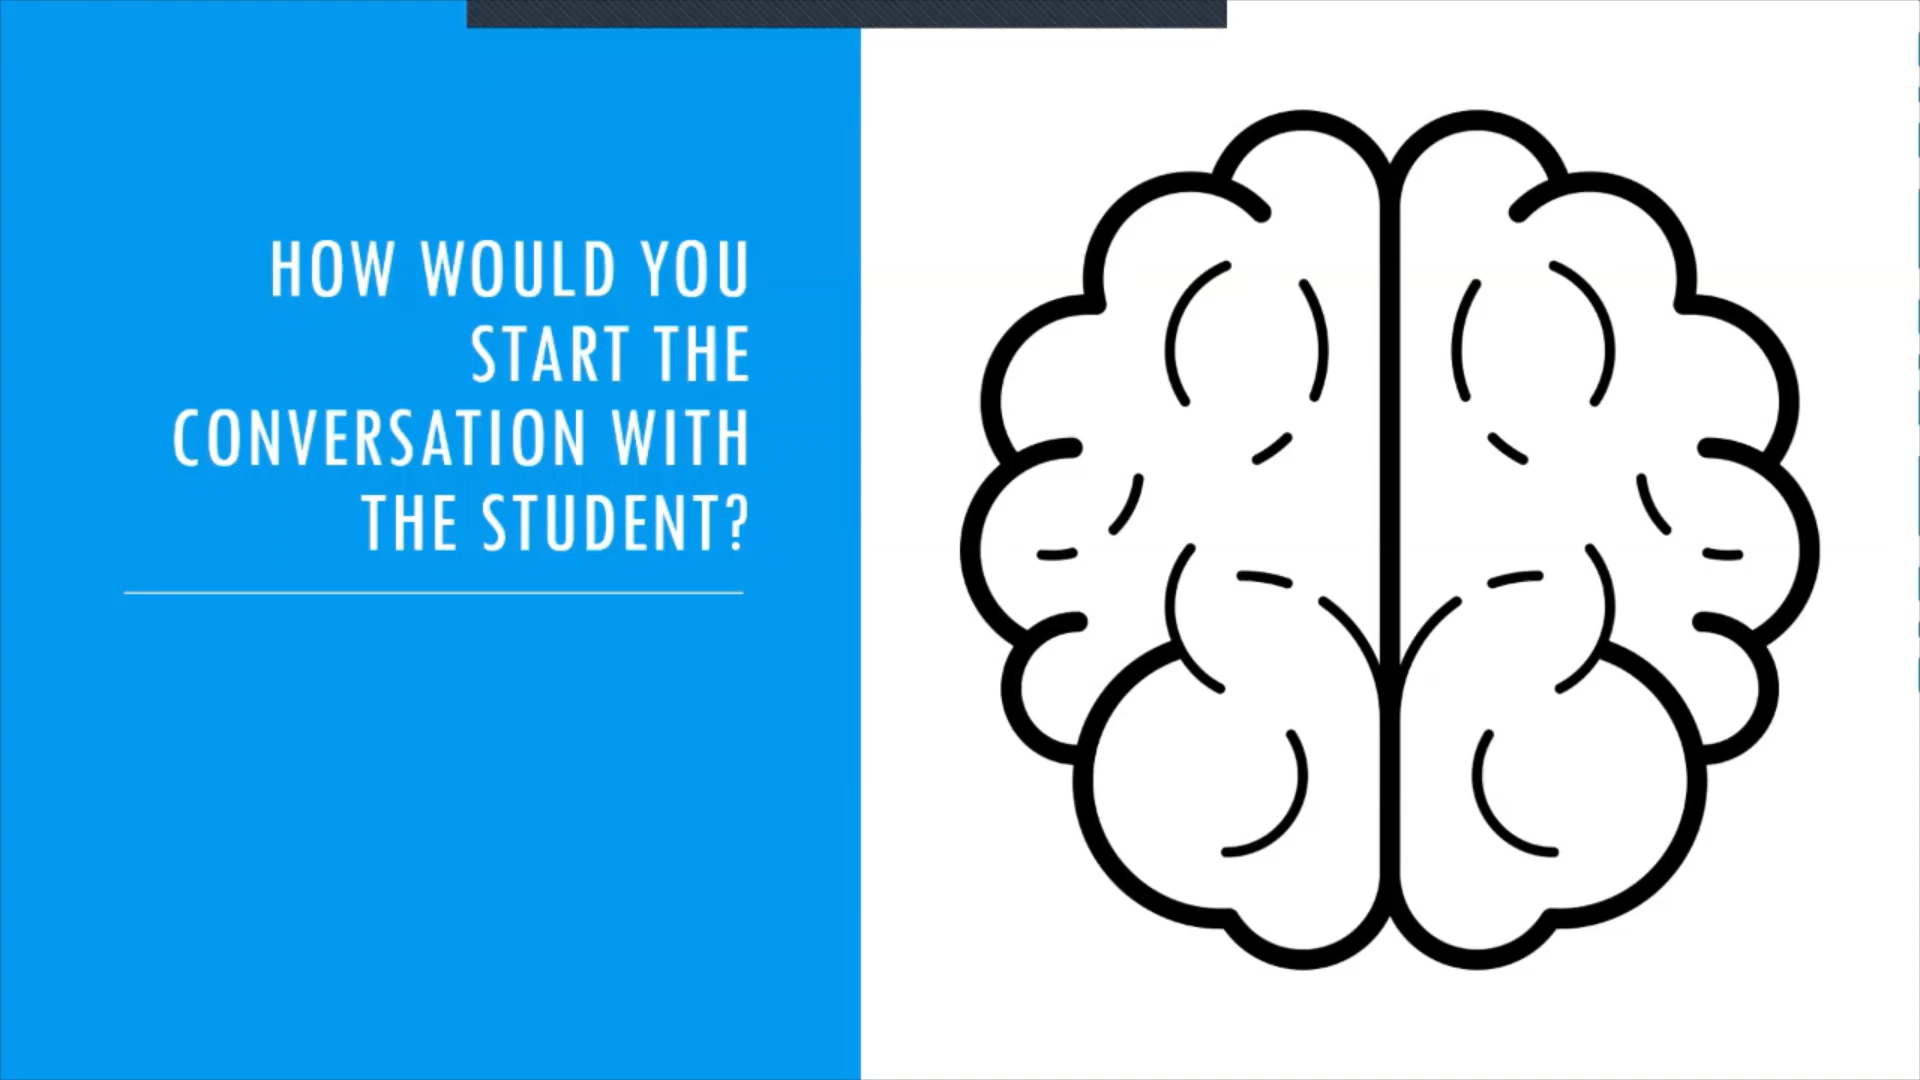 HOW WOULD YOU
START THE
CONVERSATION WITH
THE STUDENT?